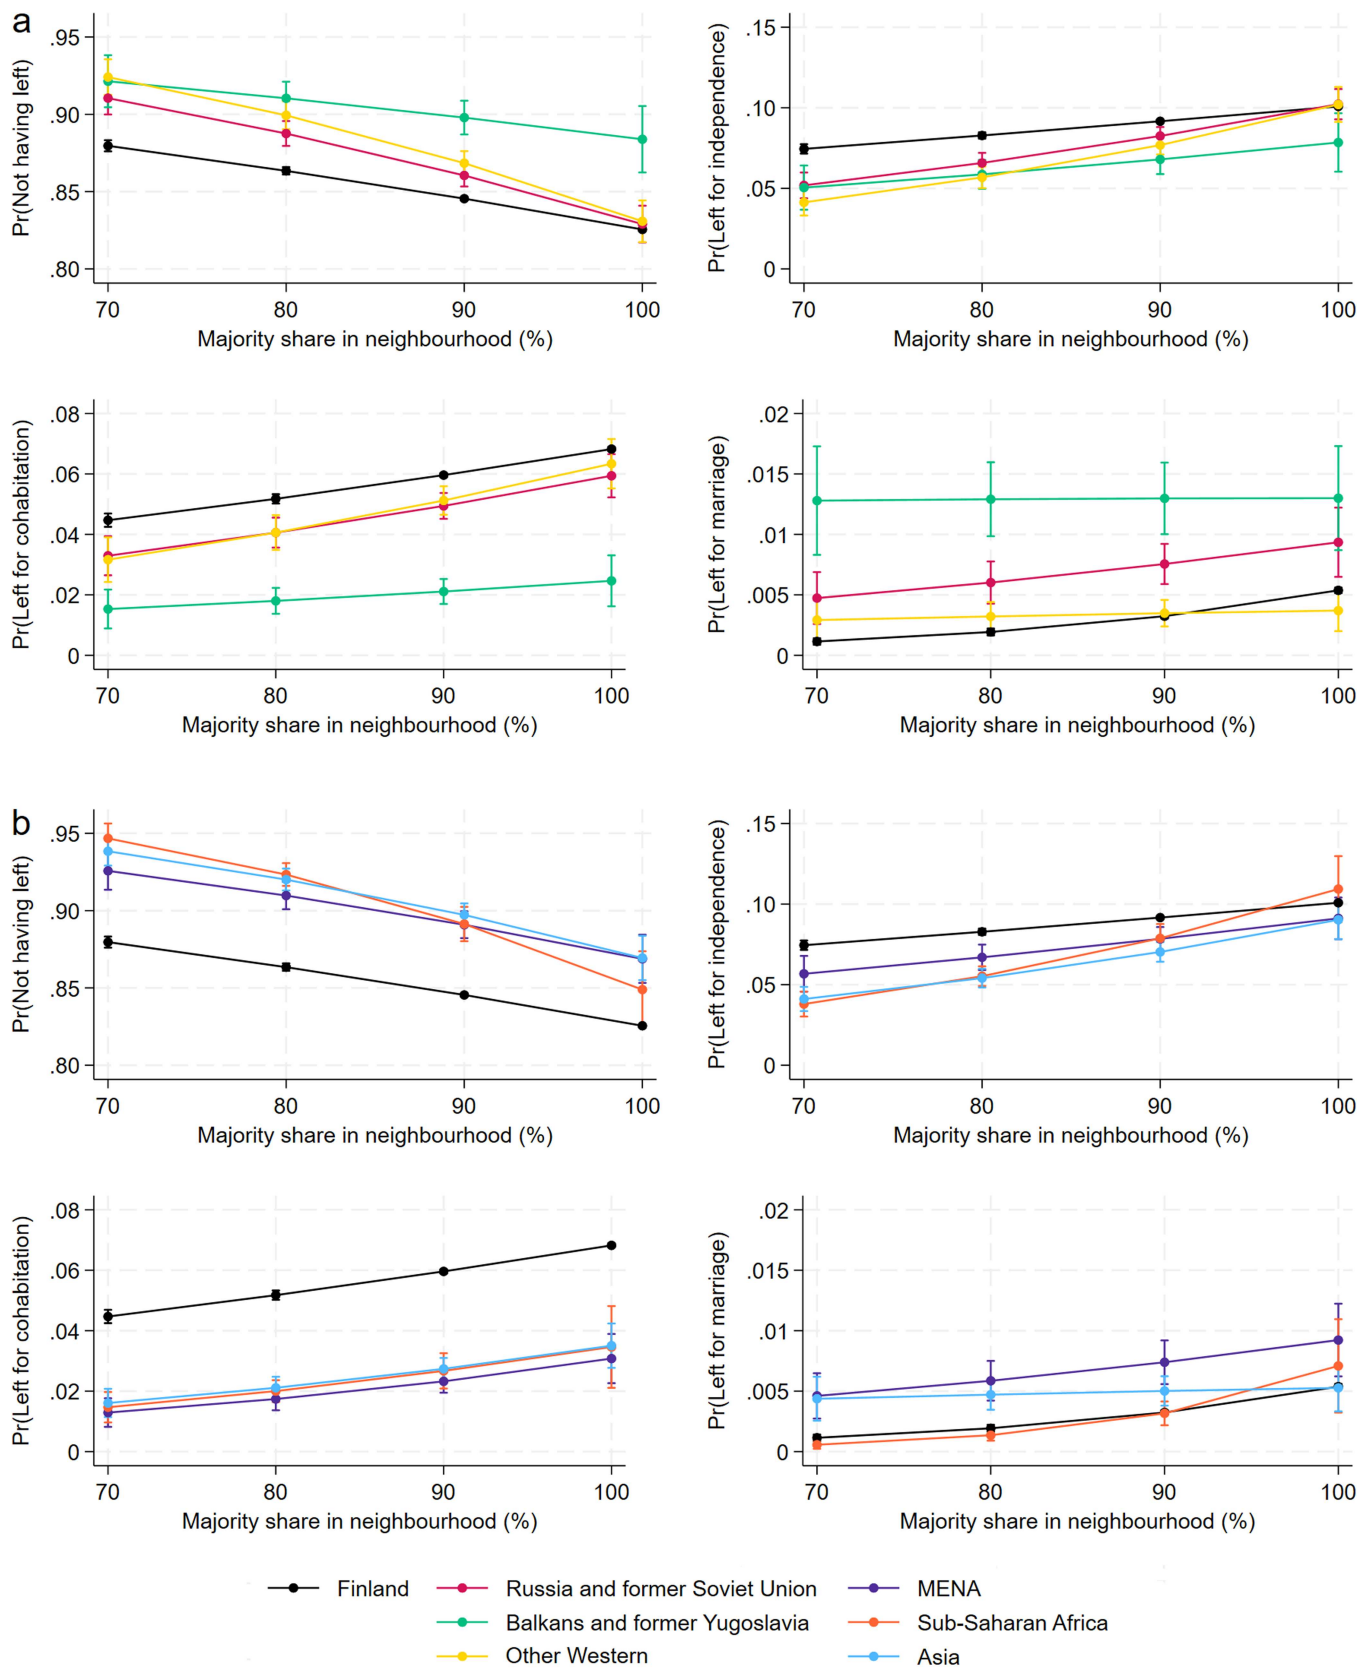 a
Pr(Not having left)
.95
.90
.85
.80
70 80 90 100
Majority share in neighbourhood (%)
Pr(Left for independence)
.15
.10
.05
0
70 80 90 100
Majority share in neighbourhood (%)
Pr(Left for cohabitation)
.08
.06
.04
.02
0
70 80 90 100
Majority share in neighbourhood (%)
Pr(Left for marriage)
.02
.015
.01
.005
0
70 80 90 100
Majority share in neighbourhood (%)
b
Pr(Not having left)
.95
.90
.85
.80
70 80 90 100
Majority share in neighbourhood (%)
Pr(Left for independence)
.15
.10
.05
0
70 80 90 100
Majority share in neighbourhood (%)
Pr(Left for cohabitation)
.08
.06
.04
.02
0
70 80 90 100
Majority share in neighbourhood (%)
Pr(Left for marriage)
.02
.015
.01
.005
0
70 80 90 100
Majority share in neighbourhood (%)
Finland Russia and former Soviet Union MENA
Balkans and former Yugoslavia Sub-Saharan Africa
Other Western Asia